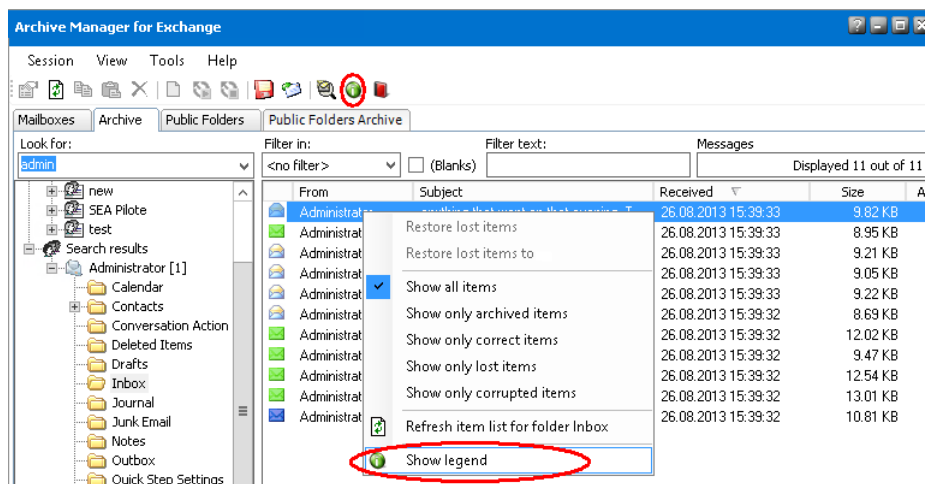 Archive Manager for Exchange
Session View Tools Help
Mailboxes Archive Public Folders Public Folders Archive
Look for: Filter in: Filter text: Messages
admin <no filter> (Blanks) Displayed 11 out of 11
From Subject Received Size A
new
SEA Pilote
test
Search results
Administrator [1]
Calendar
Contacts
Conversation Action
Deleted Items
Drafts
Inbox
Journal
Junk Email
Notes
Outbox
Quick Step Settings
Administrator anything that went on that evening. T 26.08.2013 15:39:33 9.82 KB
Administrat 26.08.2013 15:39:33 8.95 KB
Administrat 26.08.2013 15:39:33 9.21 KB
Administrat 26.08.2013 15:39:33 9.05 KB
Administrat 26.08.2013 15:39:33 9.22 KB
Administrat 26.08.2013 15:39:32 8.69 KB
Administrat 26.08.2013 15:39:32 12.02 KB
Administrat 26.08.2013 15:39:32 9.47 KB
Administrat 26.08.2013 15:39:32 12.54 KB
Administrat 26.08.2013 15:39:32 13.01 KB
Administrat 26.08.2013 15:39:32 10.81 KB
Restore lost items
Restore lost items to
Show all items
Show only archived items
Show only correct items
Show only lost items
Show only corrupted items
Refresh item list for folder Inbox
Show legend